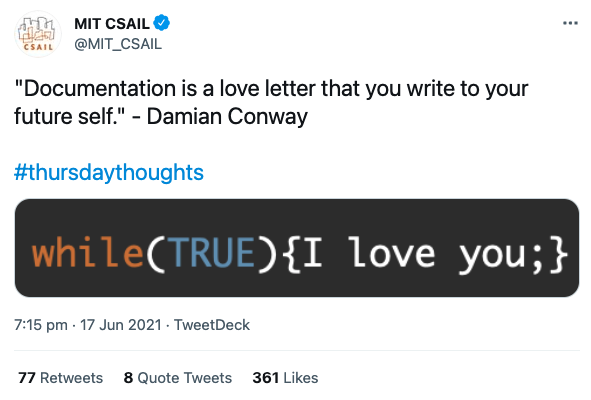 MIT CSAIL
@MIT_CSAIL
CSAIL
"Documentation is a love letter that you write to your
future self." - Damian Conway
#thursdaythoughts
while(TRUE){I love you;}
7:15 pm · 17 Jun 2021 · TweetDeck
77 Retweets 8 Quote Tweets 361 Likes